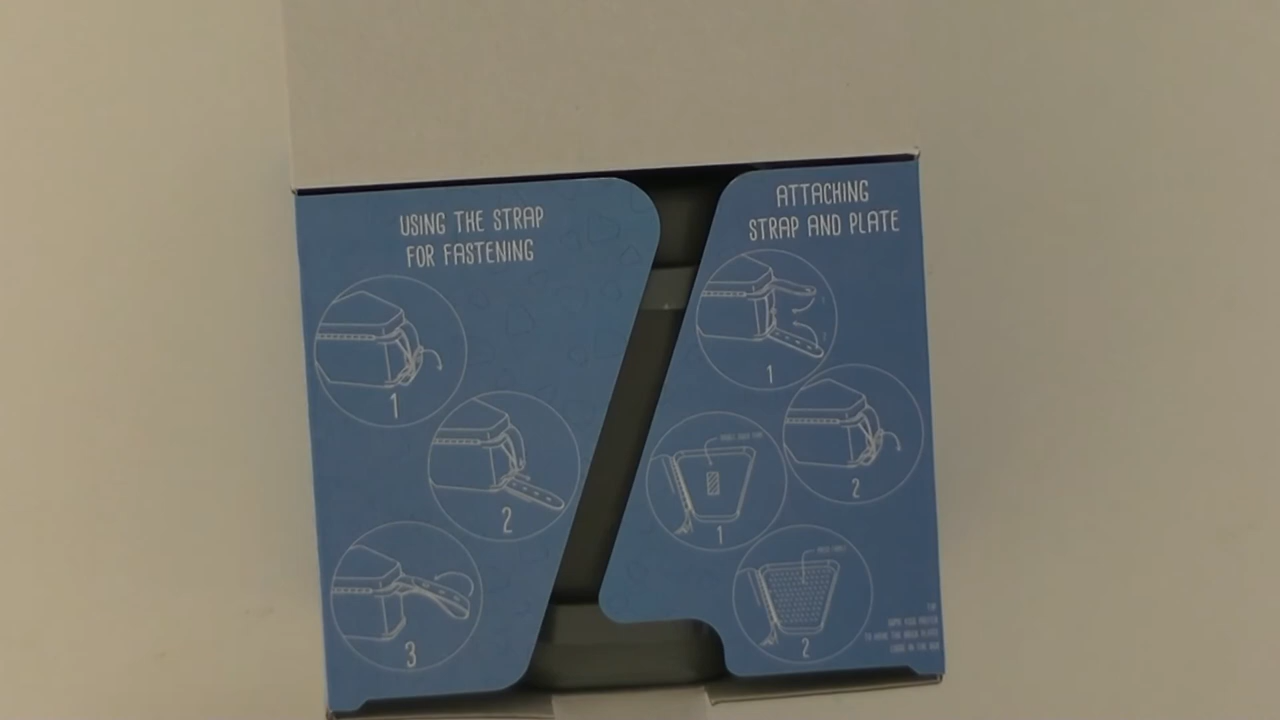 USING THE STRAP
FOR FASTENING
1
2
3
ATTACHING
STRAP AND PLATE
1
2
1
2